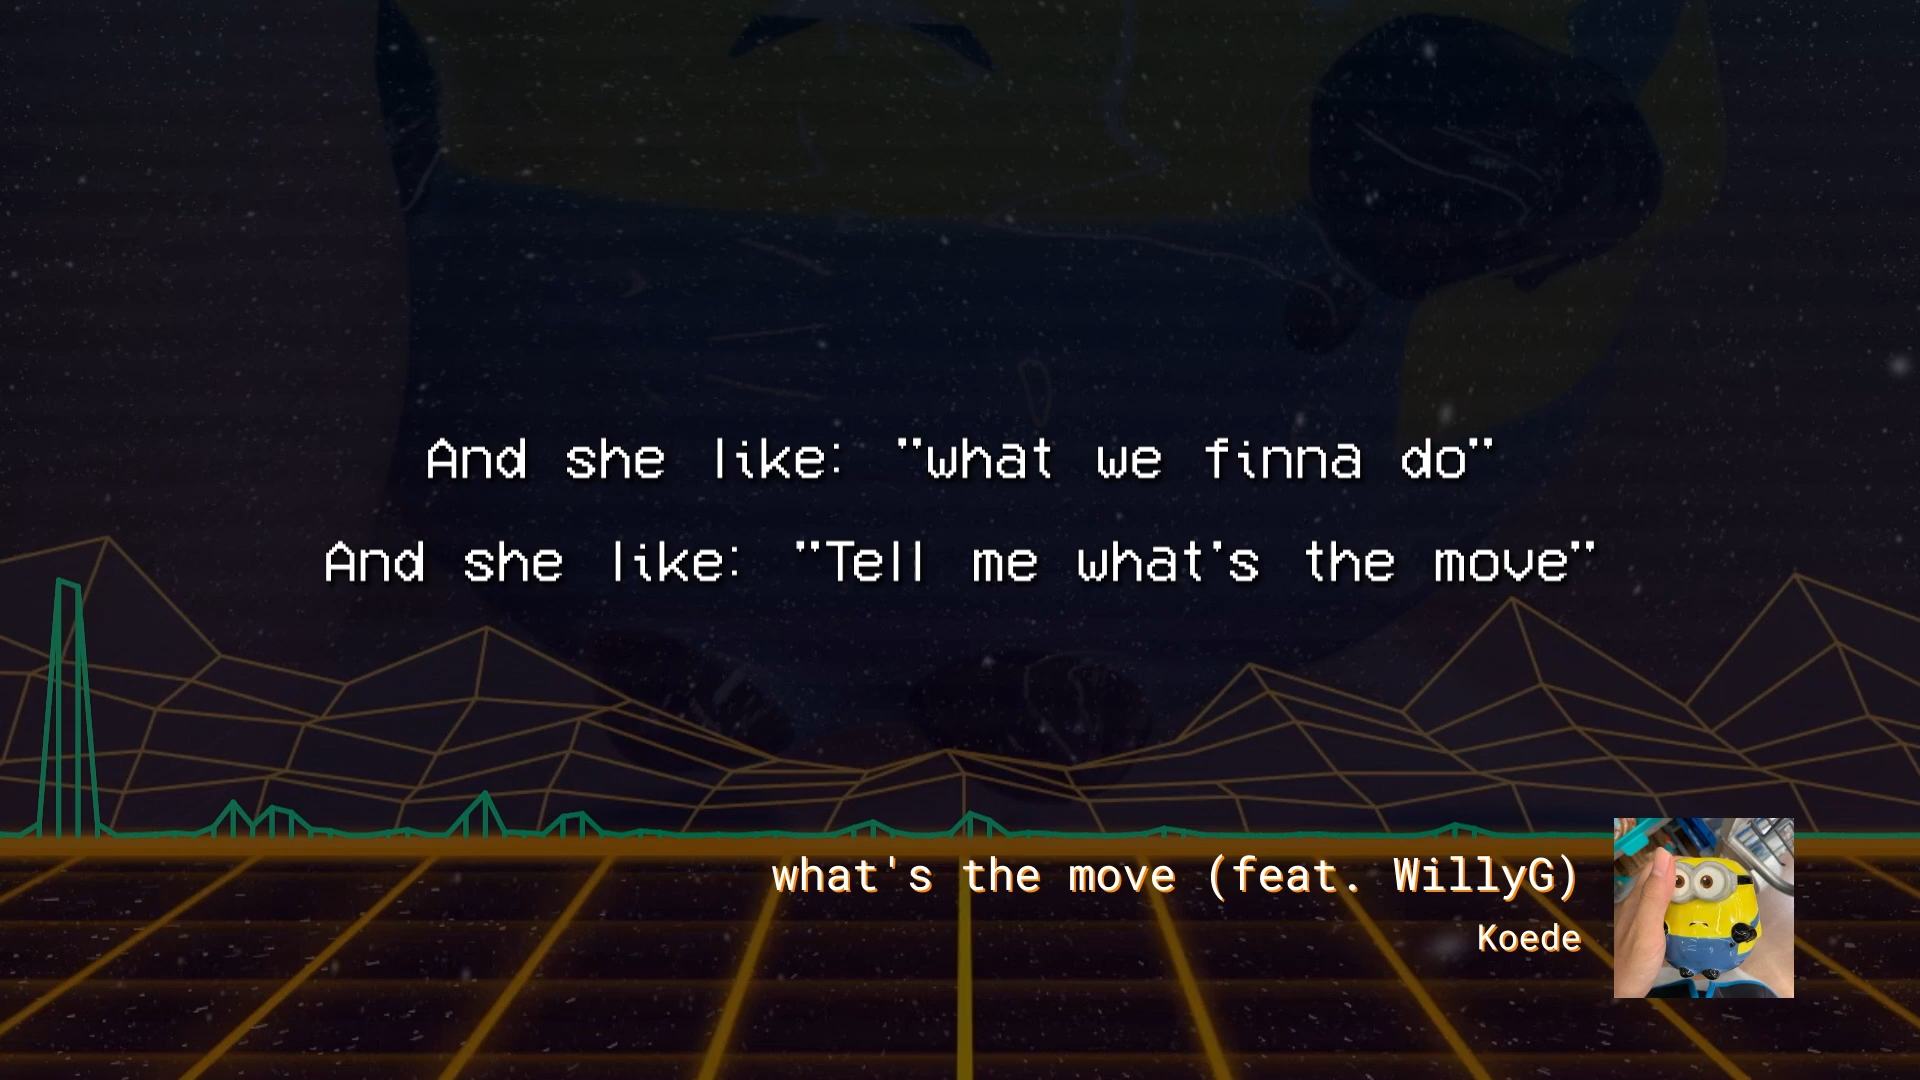 And she like: "what we finna do"
And she like: "Tell me what's the move"
what's the move (feat. WillyG)
Koede